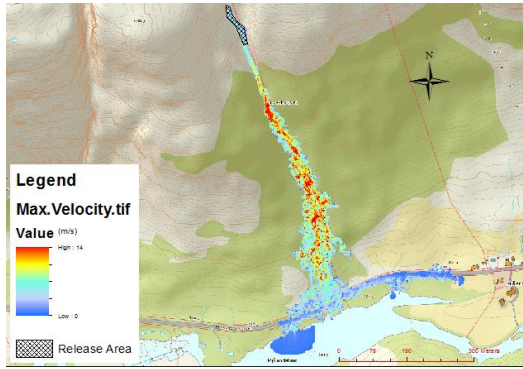 N
Legend
Max.Velocity.tif
Value (m/s)
High : 14
Low : 0
Release Area
0 75 150 300 Meters